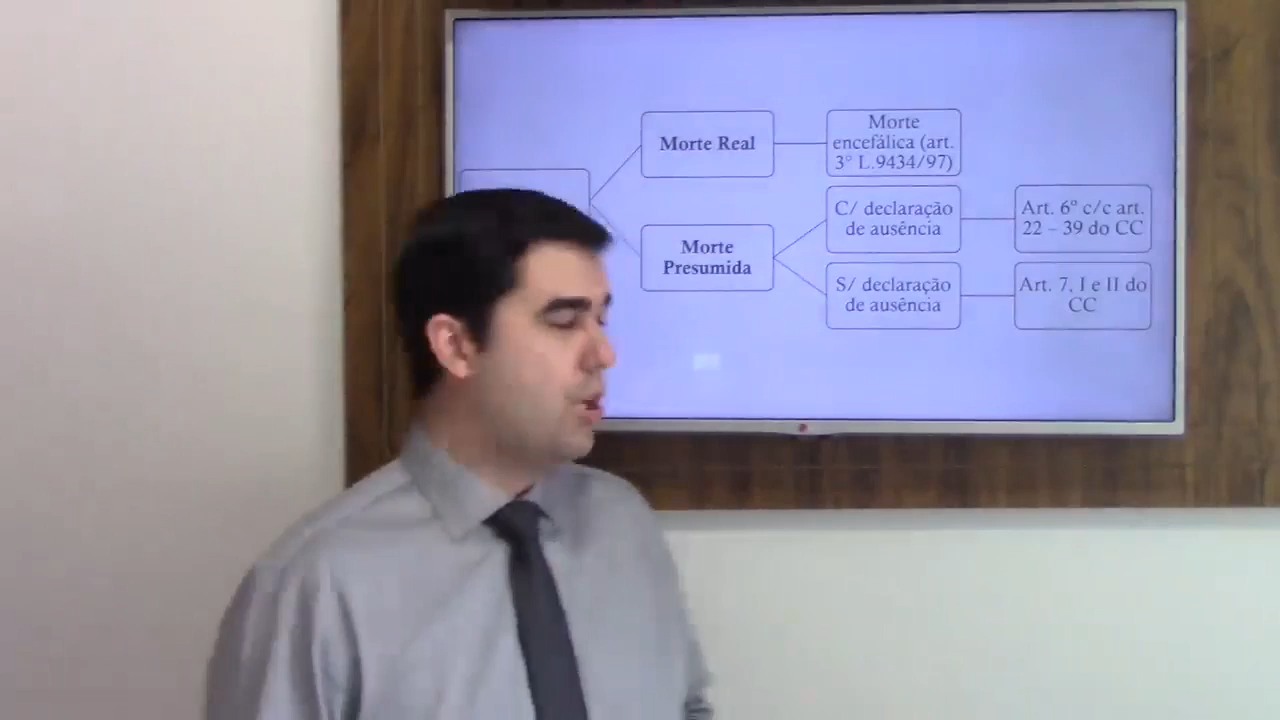 Morte Real
Morte
encefálica (art.
3º L.9434/97)
Morte
Presumida
C/ declaração
de ausência
Art. 6º c/c art.
22 – 39 do CC
S/ declaração
de ausência
Art. 7, I e II do
CC